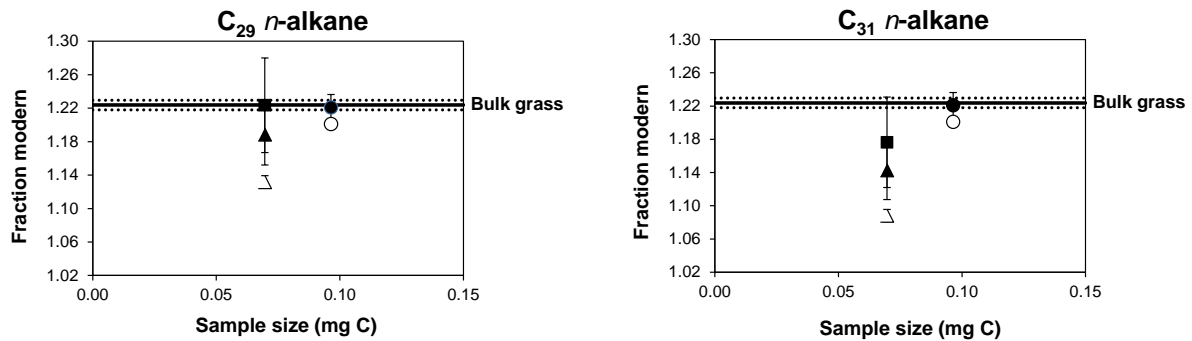 C₂₉ n-alkane
1.30
1.26
1.22
1.18
1.14
1.10
1.06
1.02
Fraction modern
0.00 0.05 0.10 0.15
Sample size (mg C)
Bulk grass
C₃₁ n-alkane
1.30
1.26
1.22
1.18
1.14
1.10
1.06
1.02
Fraction modern
0.00 0.05 0.10 0.15
Sample size (mg C)
Bulk grass